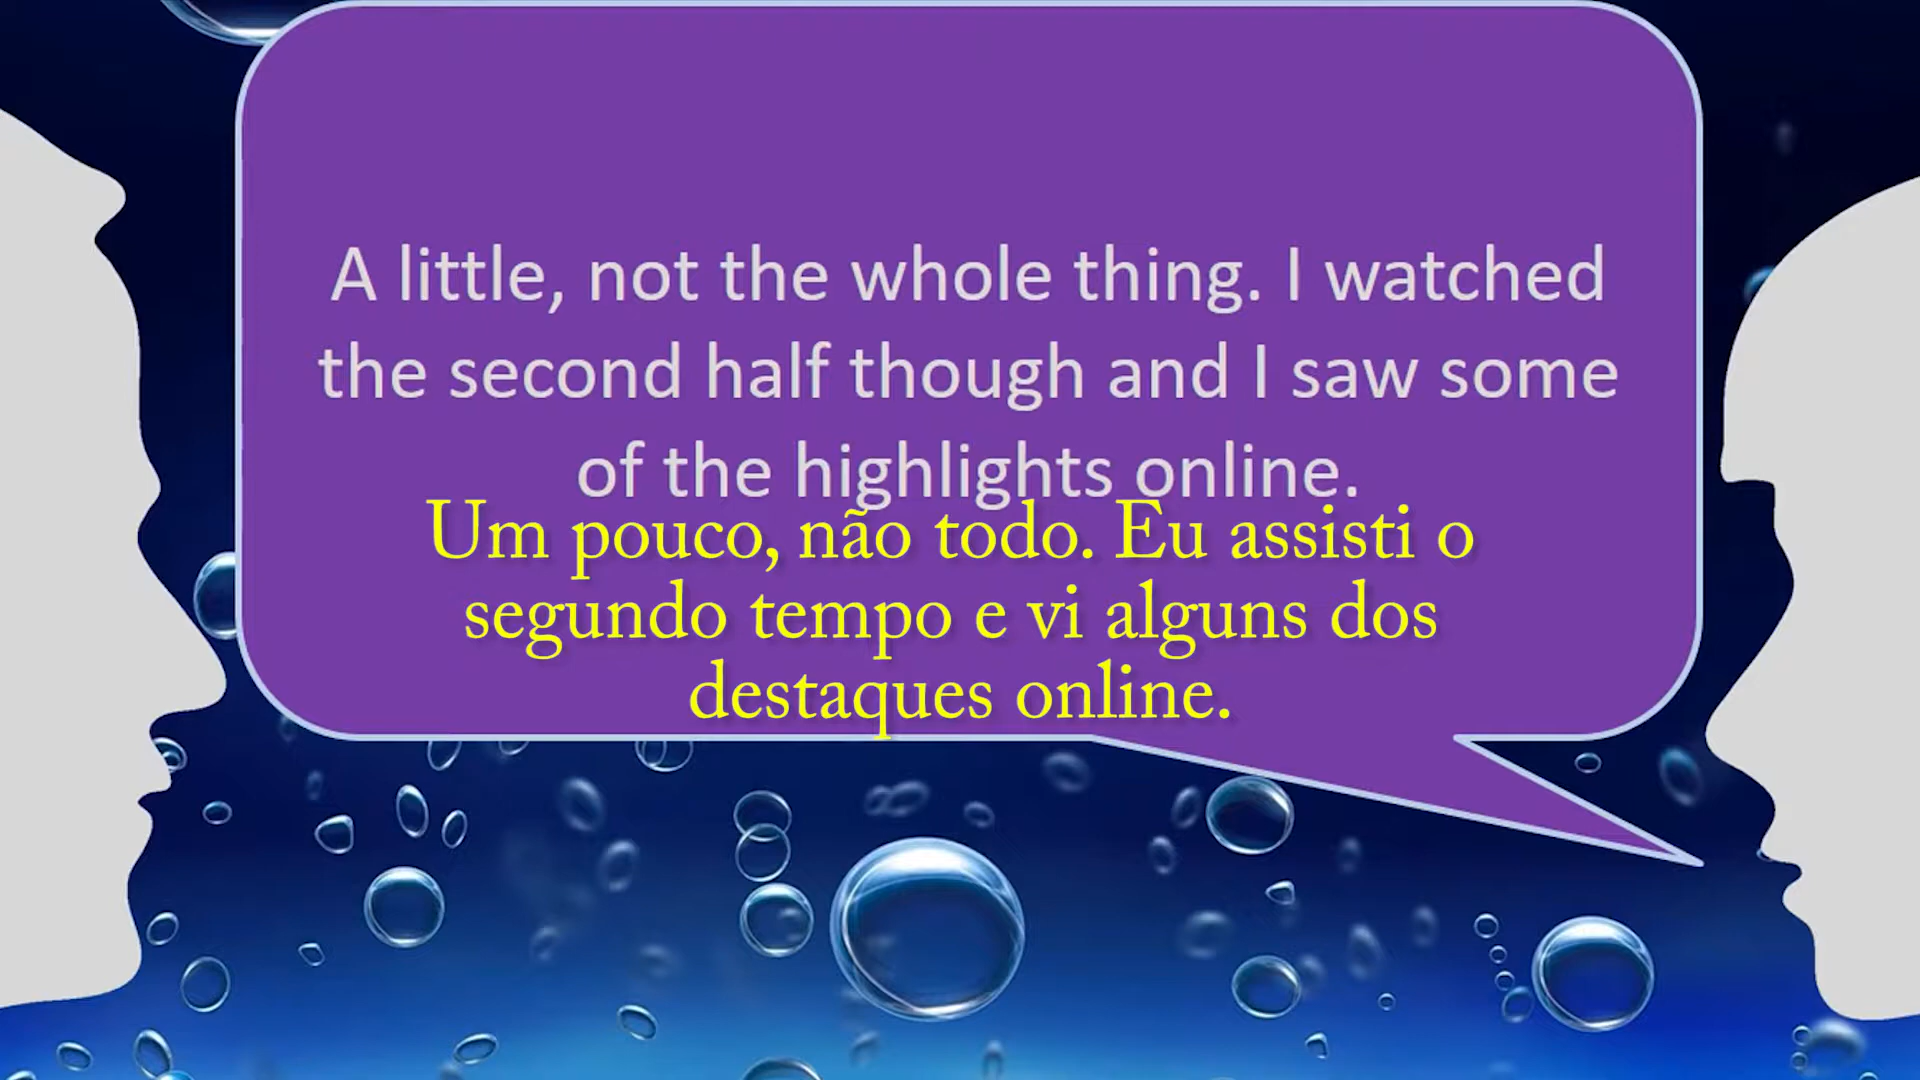 A little, not the whole thing. I watched
the second half though and I saw some
of the highlights online.
Um pouco, não todo. Eu assisti o
segundo tempo e vi alguns dos
destaques online.